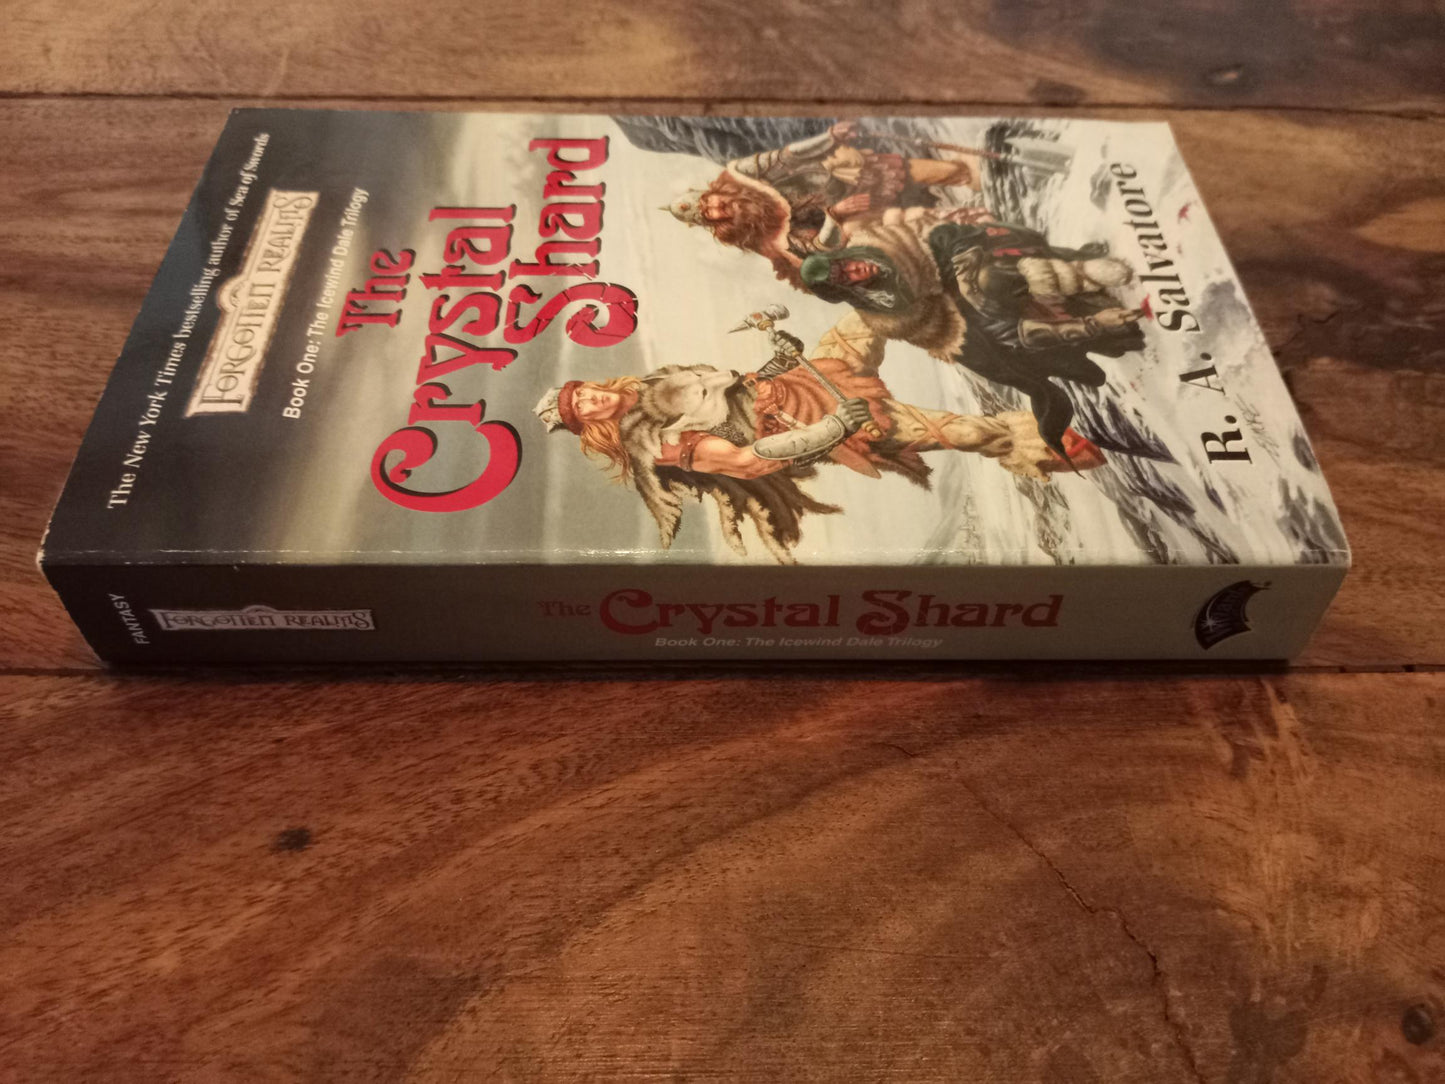 The New York Times bestselling author of Sea of Swords
FORGOTTEN REALMS
Book One: The Icewind Dale Trilogy
The
Crystal
Shard
R. A. Salvatore
FANTASY
FORGOTTEN REALMS
The Crystal Shard
Book One: The Icewind Dale Trilogy